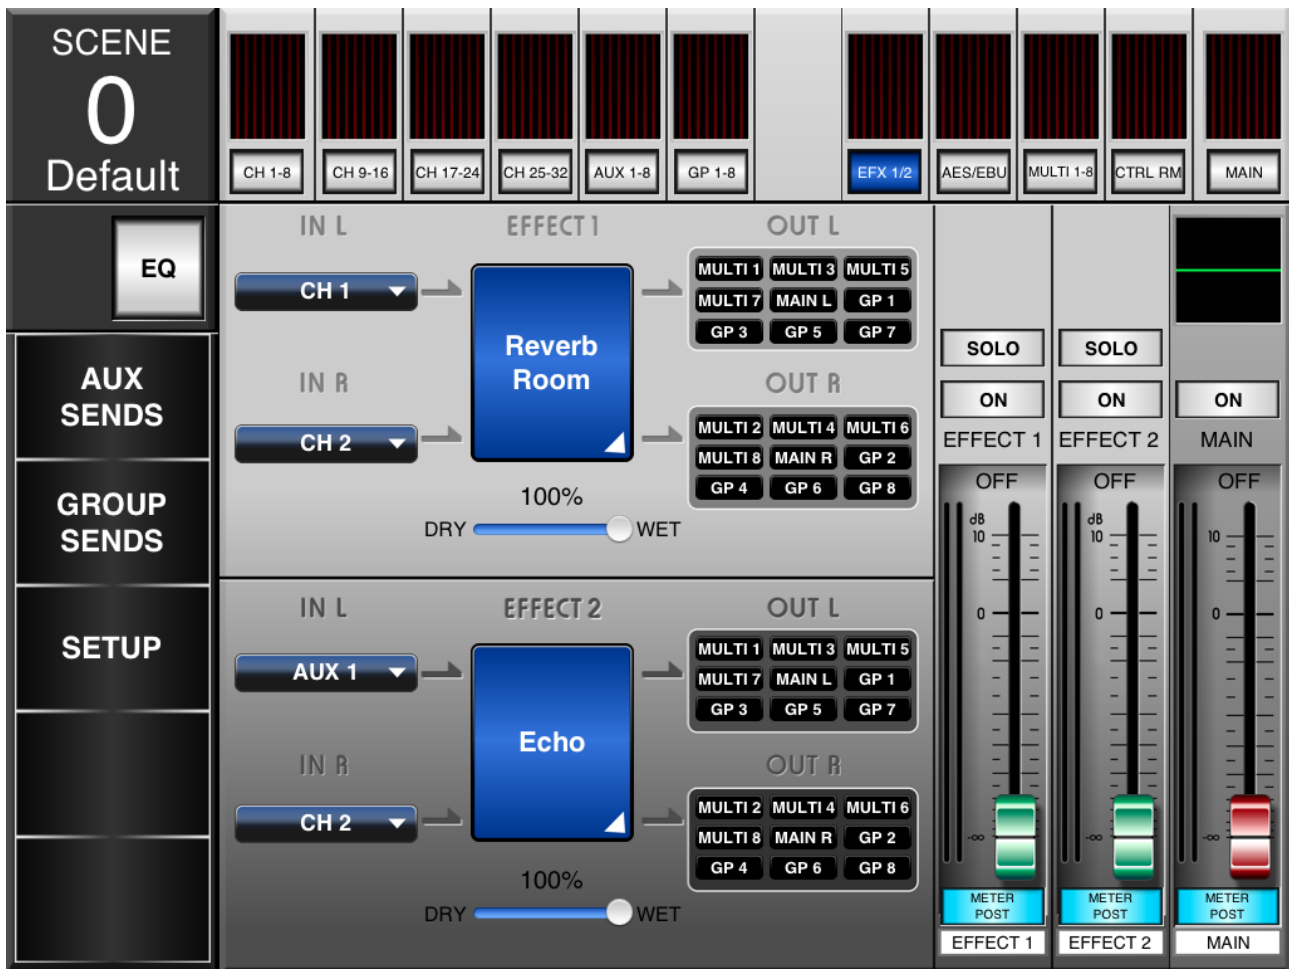 SCENE
0
Default
CH 1-8
CH 9-16
CH 17-24
CH 25-32
AUX 1-8
GP 1-8
EFX 1/2
AES/EBU
MULTI 1-8
CTRL RM
MAIN
EQ
AUX
SENDS
GROUP
SENDS
SETUP
IN L
EFFECT 1
OUT L
CH 1
Reverb
Room
MULTI 1 MULTI 3 MULTI 5
MULTI 7 MAIN L GP 1
GP 3 GP 5 GP 7
IN R
OUT R
CH 2
MULTI 2 MULTI 4 MULTI 6
MULTI 8 MAIN R GP 2
GP 4 GP 6 GP 8
100%
DRY WET
IN L
EFFECT 2
OUT L
AUX 1
Echo
MULTI 1 MULTI 3 MULTI 5
MULTI 7 MAIN L GP 1
GP 3 GP 5 GP 7
IN R
OUT R
CH 2
MULTI 2 MULTI 4 MULTI 6
MULTI 8 MAIN R GP 2
GP 4 GP 6 GP 8
100%
DRY WET
SOLO
ON
EFFECT 1
OFF
dB
10
0
-∞
METER
POST
EFFECT 1
SOLO
ON
EFFECT 2
OFF
dB
10
0
-∞
METER
POST
EFFECT 2
ON
MAIN
OFF
10
0
-∞
METER
POST
MAIN